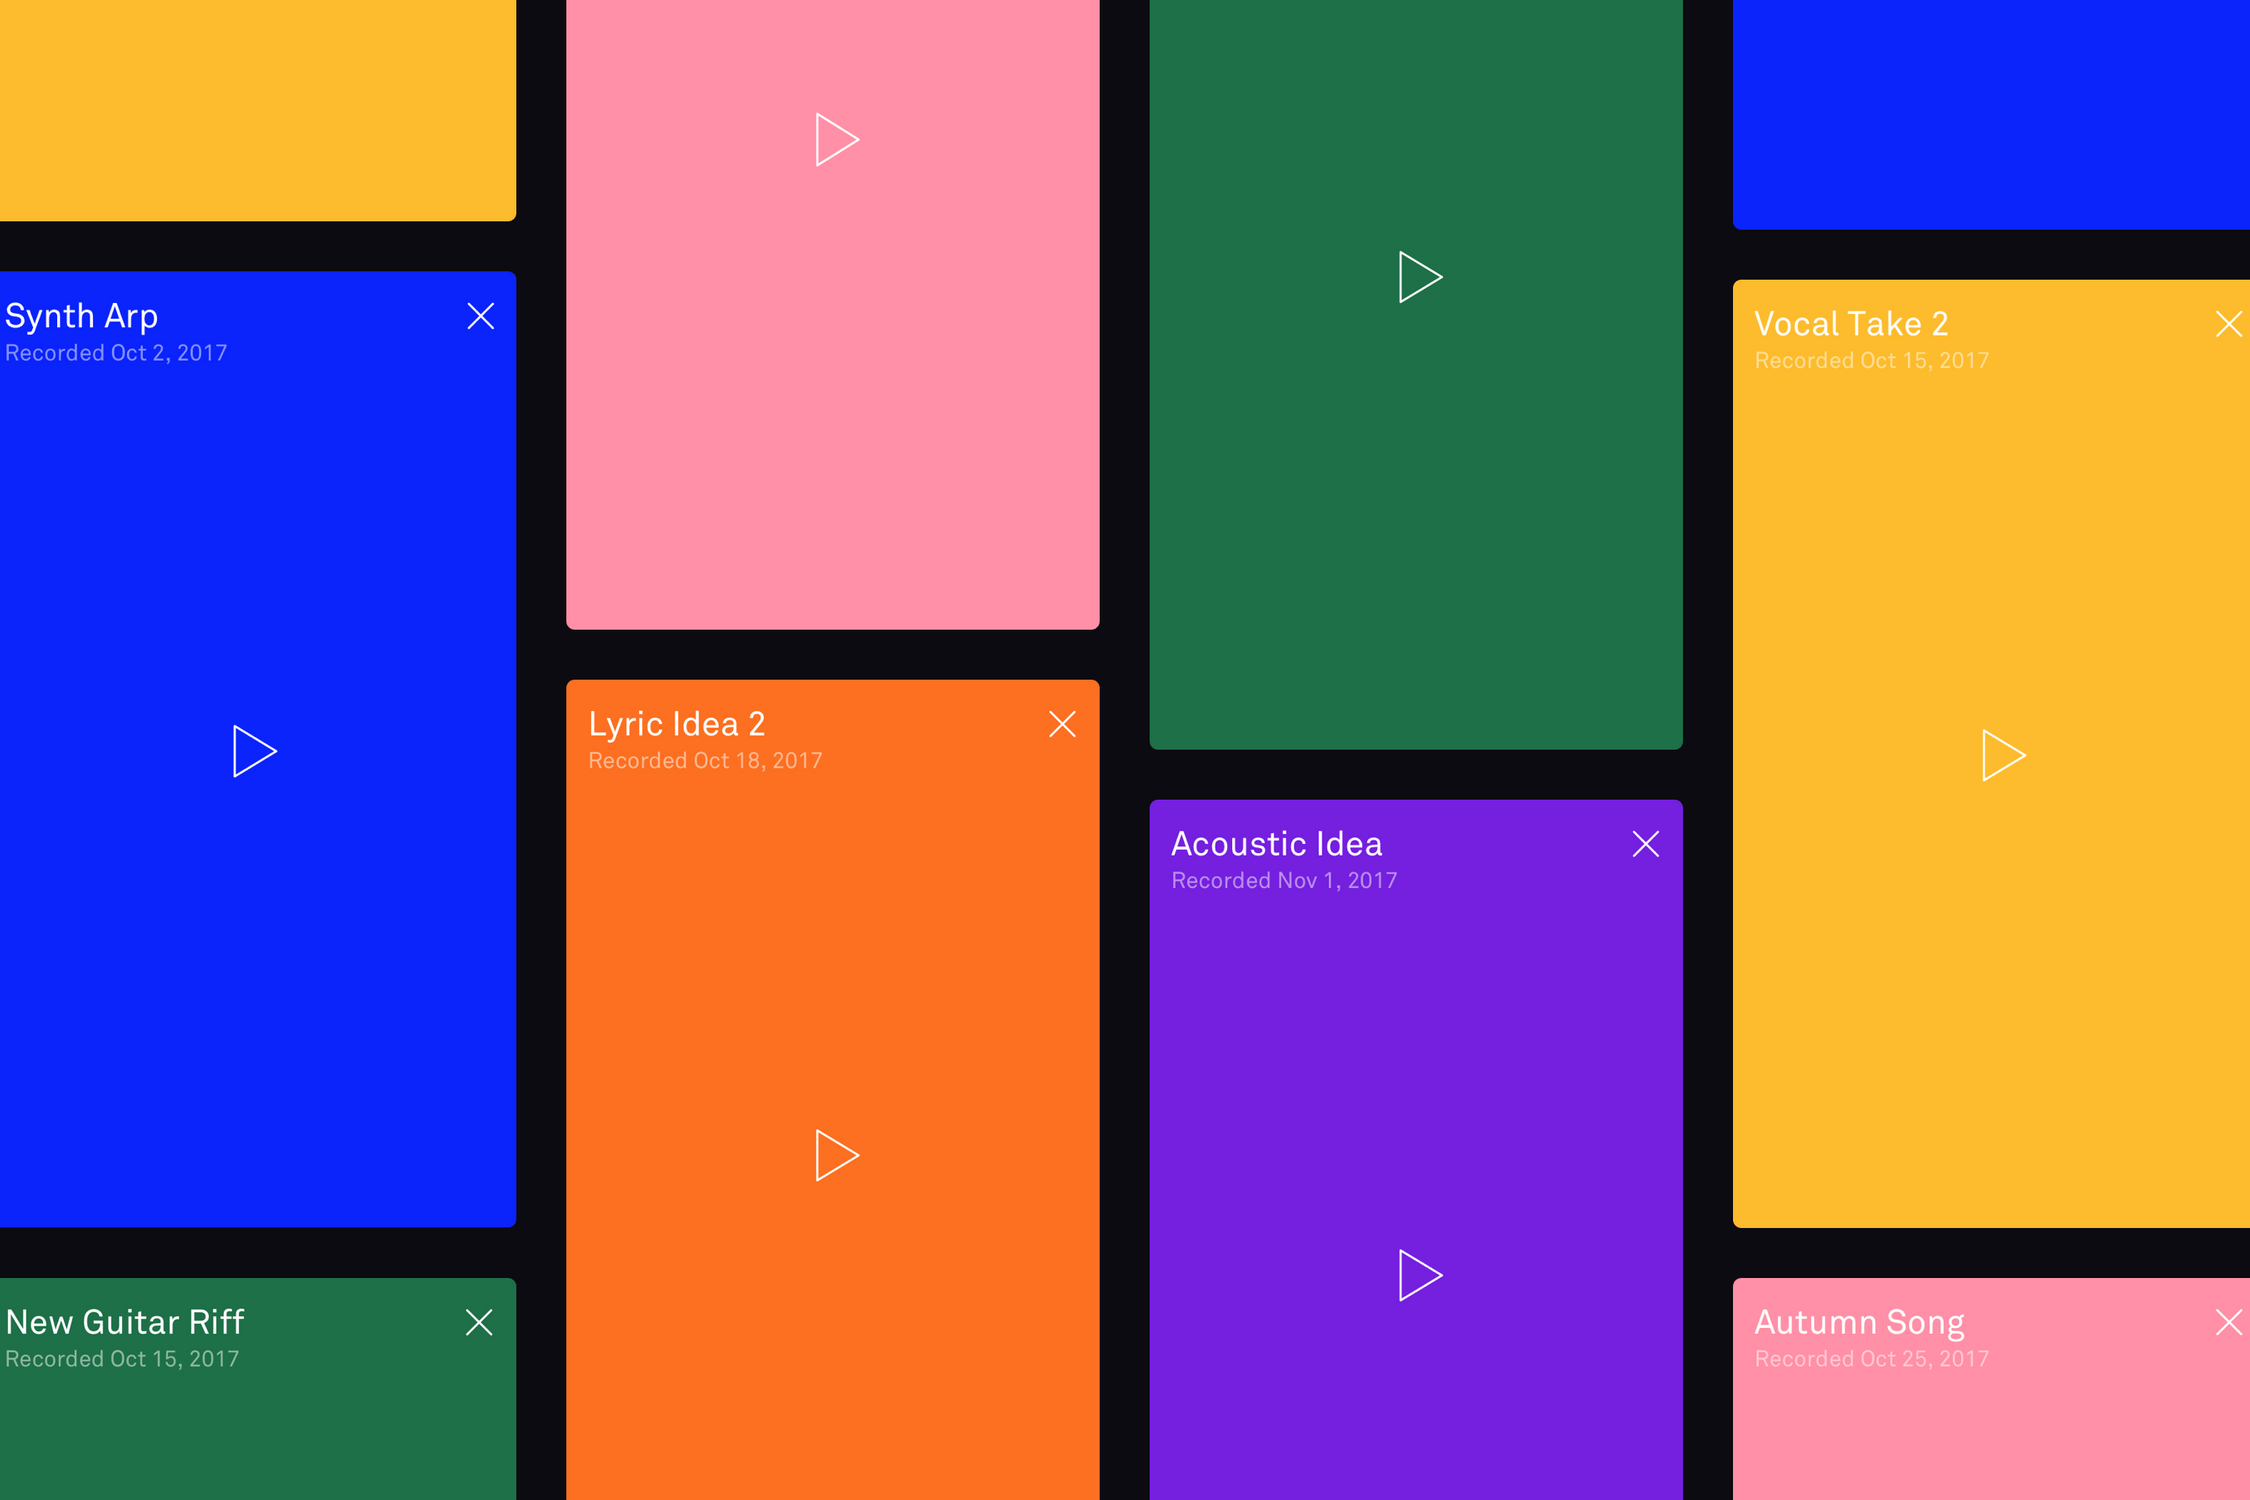 Synth Arp
Recorded Oct 2, 2017
New Guitar Riff
Recorded Oct 15, 2017
Lyric Idea 2
Recorded Oct 18, 2017
Acoustic Idea
Recorded Nov 1, 2017
Vocal Take 2
Recorded Oct 15, 2017
Autumn Song
Recorded Oct 25, 2017